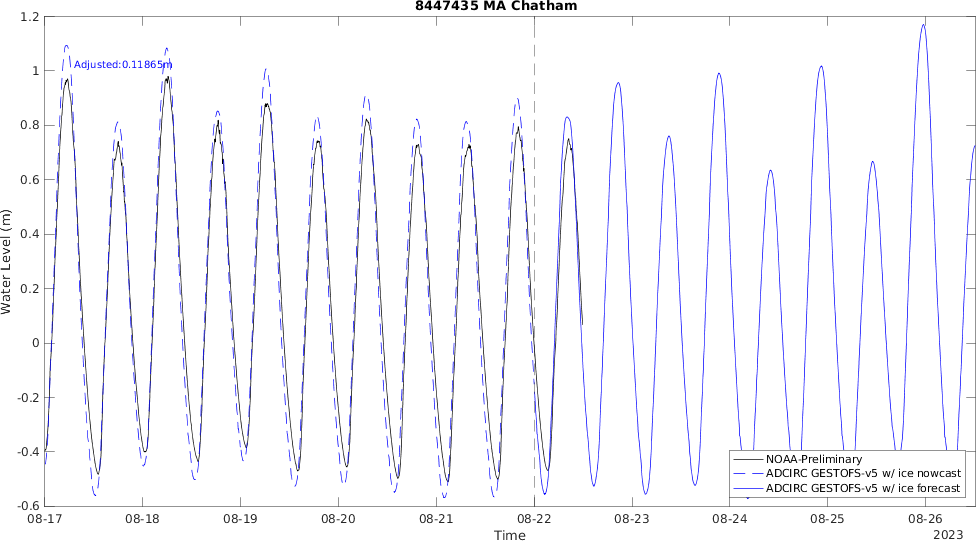 8447435 MA Chatham
1.2
1
0.8
0.6
0.4
0.2
0
-0.2
-0.4
-0.6
Water Level (m)
Adjusted:0.11865m
NOAA-Preliminary
ADCIRC GESTOFS-v5 w/ ice nowcast
ADCIRC GESTOFS-v5 w/ ice forecast
08-17 08-18 08-19 08-20 08-21 08-22 08-23 08-24 08-25 08-26
Time
2023